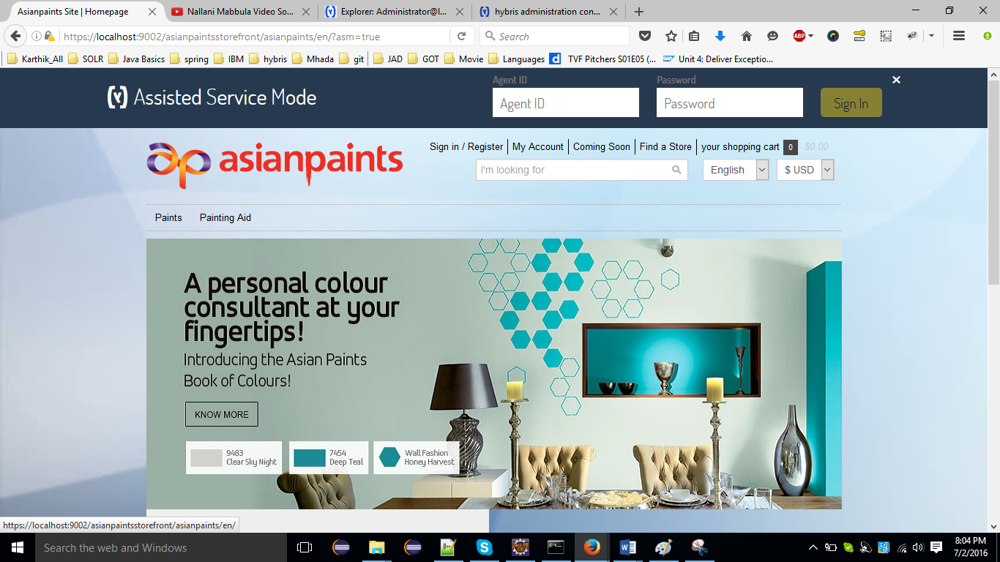 Asianpaints Site | Homepage
Nallani Mabbula Video So...
Explorer: Administrator@l...
hybris administration con...
https://localhost:9002/asianpaintsstorefront/asianpaints/en/?asm=true
Search
ABP
Karthik_All
SOLR
Java Basics
spring
IBM
hybris
Mhada
git
JAD
GOT
Movie
Languages
TVF Pitchers S01E05 (...
Unit 4: Deliver Exceptio...
Assisted Service Mode
Agent ID
Password
Agent ID
Password
Sign In
asianpaints
Sign in / Register
My Account
Coming Soon
Find a Store
your shopping cart 0 $0.00
I'm looking for
English
$ USD
Paints
Painting Aid
A personal colour
consultant at your
fingertips!
Introducing the Asian Paints
Book of Colours!
KNOW MORE
9483
Clear Sky Night
7454
Deep Teal
Wall Fashion
Honey Harvest
https://localhost:9002/asianpaintsstorefront/asianpaints/en/
Search the web and Windows
8:04 PM
7/2/2016